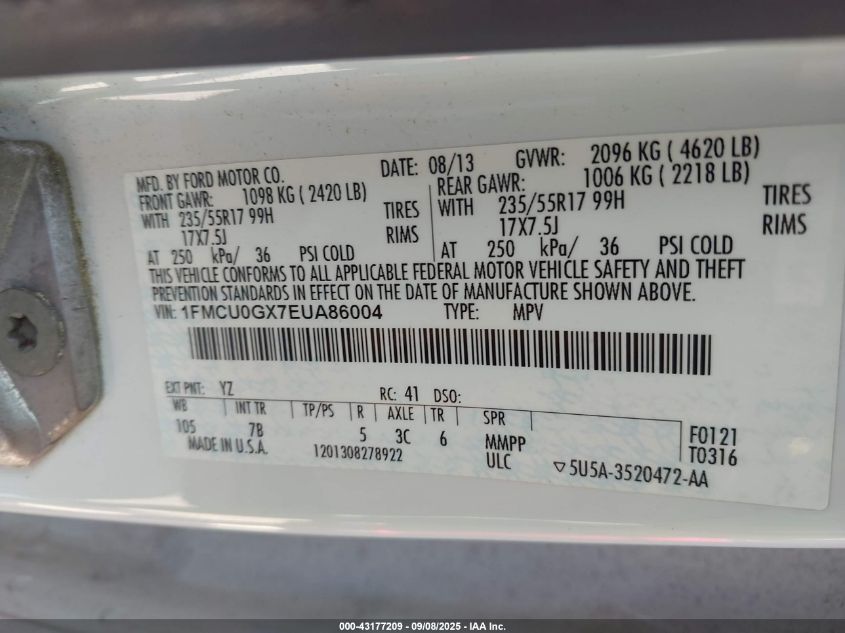 MFD. BY FORD MOTOR CO. DATE: 08/13 GVWR: 2096 KG ( 4620 LB)
FRONT GAWR: 1098 KG ( 2420 LB) REAR GAWR: 1006 KG ( 2218 LB)
WITH 235/55R17 99H TIRES WITH 235/55R17 99H TIRES
17X7.5J RIMS 17X7.5J RIMS
AT 250 kPa/ 36 PSI COLD AT 250 kPa/ 36 PSI COLD
THIS VEHICLE CONFORMS TO ALL APPLICABLE FEDERAL MOTOR VEHICLE SAFETY AND THEFT
PREVENTION STANDARDS IN EFFECT ON THE DATE OF MANUFACTURE SHOWN ABOVE.
VIN: 1FMCU0GX7EUA86004 TYPE: MPV
EXT PNT: YZ RC: 41 DSO:
WB INT TR TP/PS R AXLE TR SPR
105 7B 5 3C 6 MMPP F0121
MADE IN U.S.A. 1201308278922 ULC T0316
▽5U5A-3520472-AA
000-43177209 - 09/08/2025 - IAA Inc.